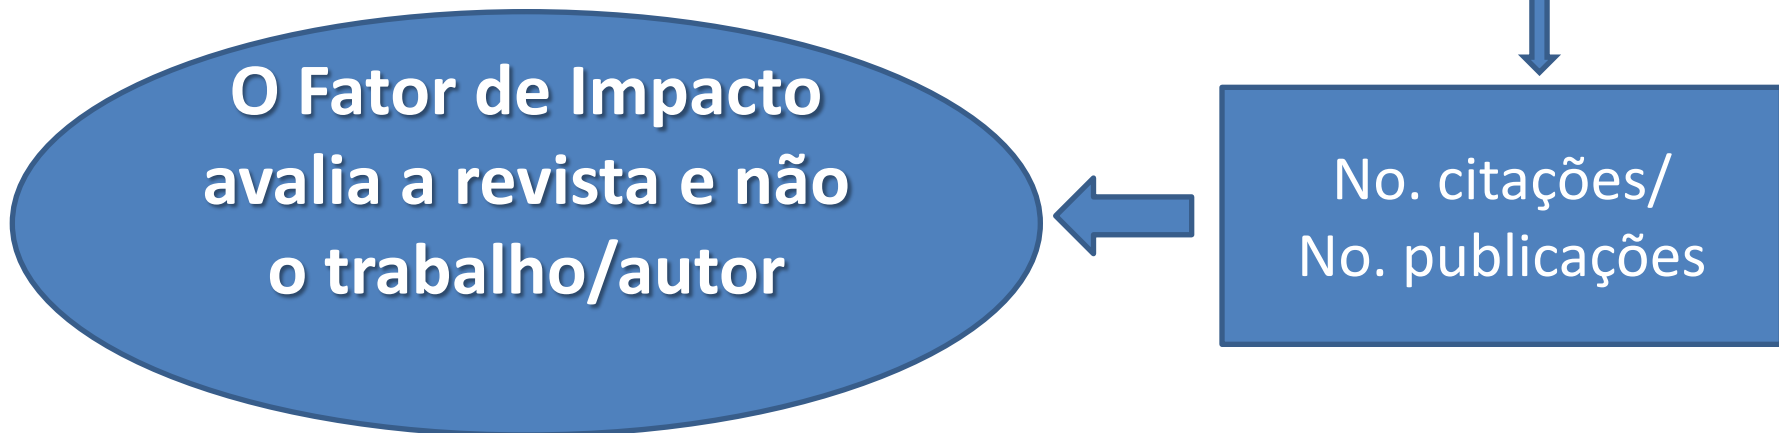 O Fator de Impacto
avalia a revista e não
o trabalho/autor
No. citações/
No. publicações